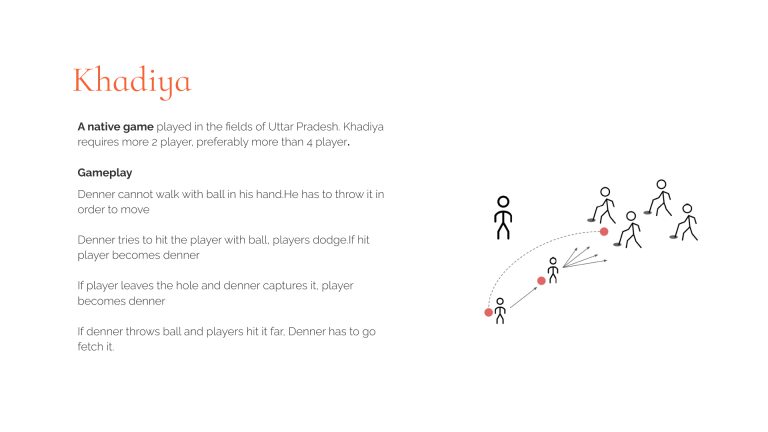 Khadiya
A native game played in the fields of Uttar Pradesh. Khadiya
requires more 2 player, preferably more than 4 player.
Gameplay
Denner cannot walk with ball in his hand.He has to throw it in
order to move
Denner tries to hit the player with ball, players dodge.If hit
player becomes denner
If player leaves the hole and denner captures it, player
becomes denner
If denner throws ball and players hit it far, Denner has to go
fetch it.